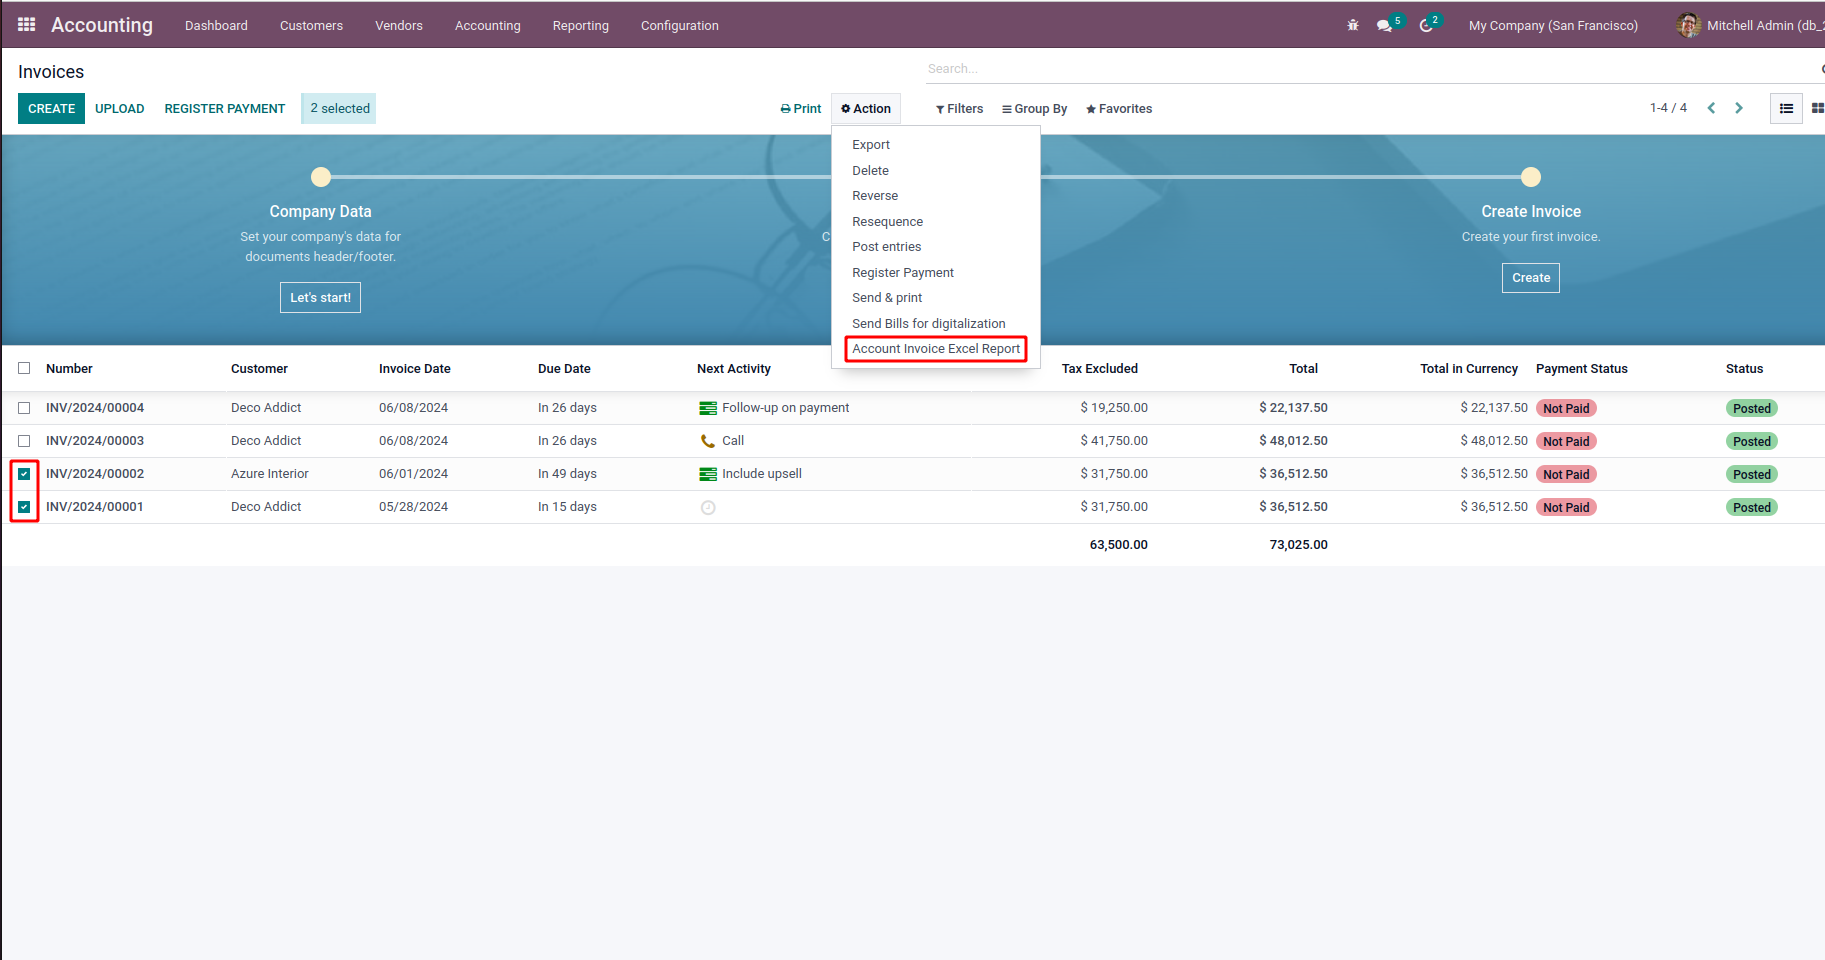 Accounting Dashboard Customers Vendors Accounting Reporting Configuration 5 2 My Company (San Francisco) Mitchell Admin (db_
Invoices
Search...
CREATE UPLOAD REGISTER PAYMENT 2 selected Print Action Filters Group By Favorites 1-4 / 4
Export
Delete
Reverse
Resequence
Post entries
Register Payment
Send & print
Send Bills for digitalization
Account Invoice Excel Report
Company Data
Set your company's data for
documents header/footer.
Let's start!
C
Create Invoice
Create your first invoice.
Create
Number Customer Invoice Date Due Date Next Activity Tax Excluded Total Total in Currency Payment Status Status
INV/2024/00004 Deco Addict 06/08/2024 In 26 days Follow-up on payment $ 19,250.00 $ 22,137.50 $ 22,137.50 Not Paid Posted
INV/2024/00003 Deco Addict 06/08/2024 In 26 days Call $ 41,750.00 $ 48,012.50 $ 48,012.50 Not Paid Posted
INV/2024/00002 Azure Interior 06/01/2024 In 49 days Include upsell $ 31,750.00 $ 36,512.50 $ 36,512.50 Not Paid Posted
INV/2024/00001 Deco Addict 05/28/2024 In 15 days $ 31,750.00 $ 36,512.50 $ 36,512.50 Not Paid Posted
63,500.00 73,025.00